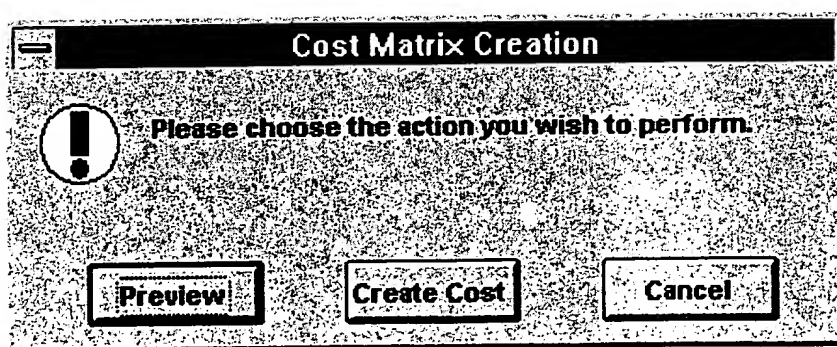 Cost Matrix Creation
Please choose the action you wish to perform.
Preview
Create Cost
Cancel